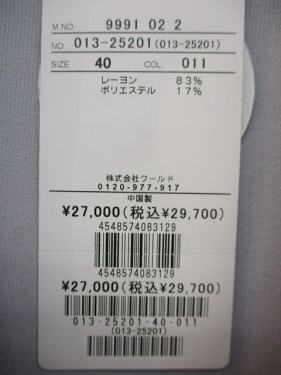 M.NO 9991 02 2
NO. 013-25201(013-25201)
SIZE 40 COL 011
レーヨン 83%
ポリエステル 17%
株式会社ワールド
0120-977-917
中国製
¥27,000(税込¥29,700)
4548574083129
¥27,000(税込¥29,700)
4548574083129
013-25201-40-011
(013-25201)